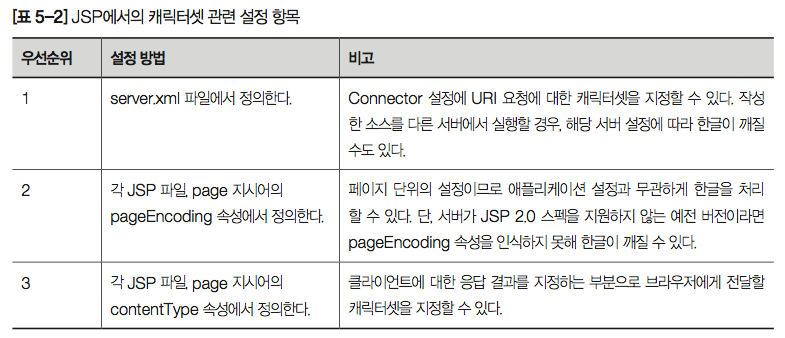 [표 5-2] JSP에서의 캐릭터셋 관련 설정 항목
우선순위 설정 방법 비고
1 server.xml 파일에서 정의한다. Connector 설정에 URI 요청에 대한 캐릭터셋을 지정할 수 있다. 작성
한 소스를 다른 서버에서 실행할 경우, 해당 서버 설정에 따라 한글이 깨질
수도 있다.
2 각 JSP 파일, page 지시어의 페이지 단위의 설정이므로 애플리케이션 설정과 무관하게 한글을 처리
pageEncoding 속성에서 정의한다. 할 수 있다. 단, 서버가 JSP 2.0 스펙을 지원하지 않는 예전 버전이라면
pageEncoding 속성을 인식하지 못해 한글이 깨질 수 있다.
3 각 JSP 파일, page 지시어의 클라이언트에 대한 응답 결과를 지정하는 부분으로 브라우저에게 전달할
contentType 속성에서 정의한다. 캐릭터셋을 지정할 수 있다.